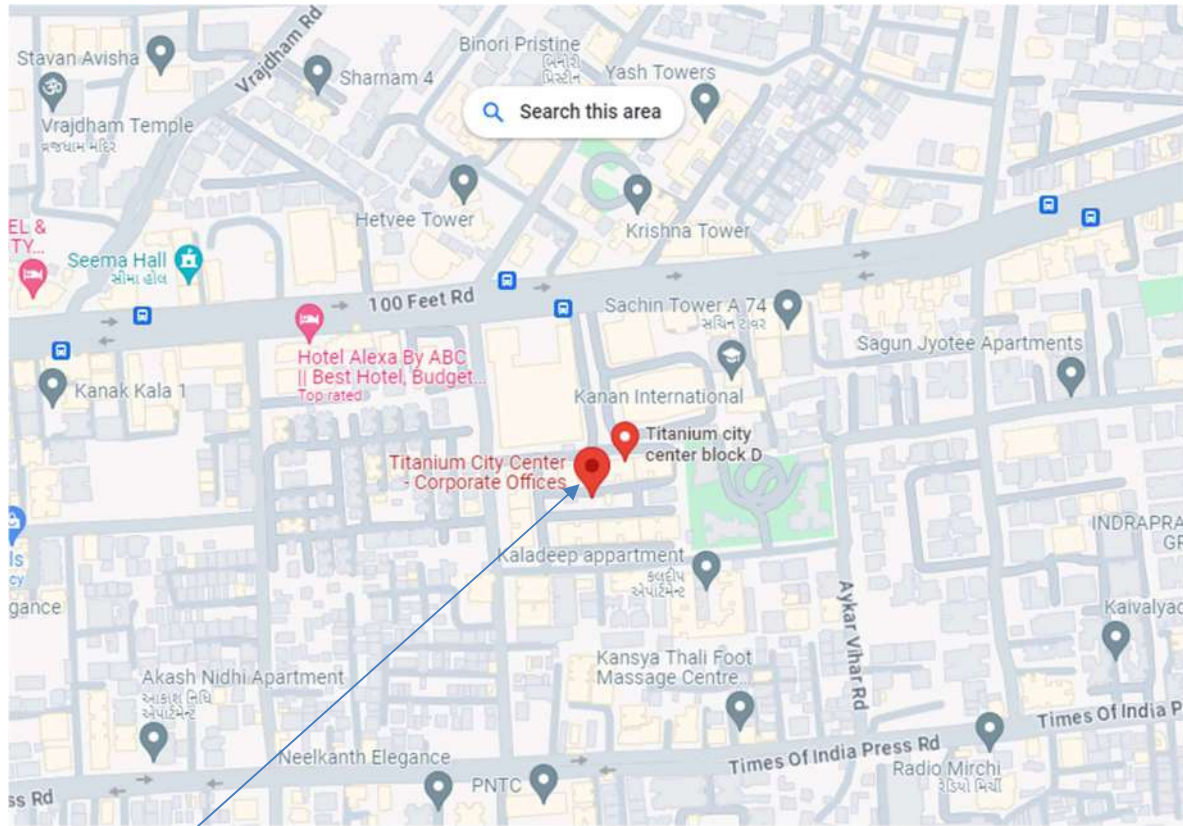 Stavan Avisha
Vrajdham Rd
Binori Pristine
બિનોરી
પ્રિસ્ટીન
Sharnam 4
Yash Towers
Search this area
Vrajdham Temple
વ્રજધામ મંદિર
Hetvee Tower
Krishna Tower
EL &
TY...
Seema Hall
સીમા હોલ
100 Feet Rd
Sachin Tower A 74
સચિન ટાવર
Hotel Alexa By ABC
|| Best Hotel, Budget...
Top rated
Sagun Jyotee Apartments
Kanak Kala 1
Kanan International
Titanium city
center block D
Titanium City Center
- Corporate Offices
INDRAPRA
GR
ls
cy
gance
Kaladeep appartment
કલદીપ
એપાર્ટમેન્ટ
Aykar Vihar Rd
Kaivalyad
Kansya Thali Foot
Massage Centre...
Akash Nidhi Apartment
આકાશ નિધિ
એપાર્ટમેન્ટ
Times Of India P
Neelkanth Elegance
Times Of India Press Rd
PNTC
Radio Mirchi
રેડિયો મિર્ચી
ss Rd